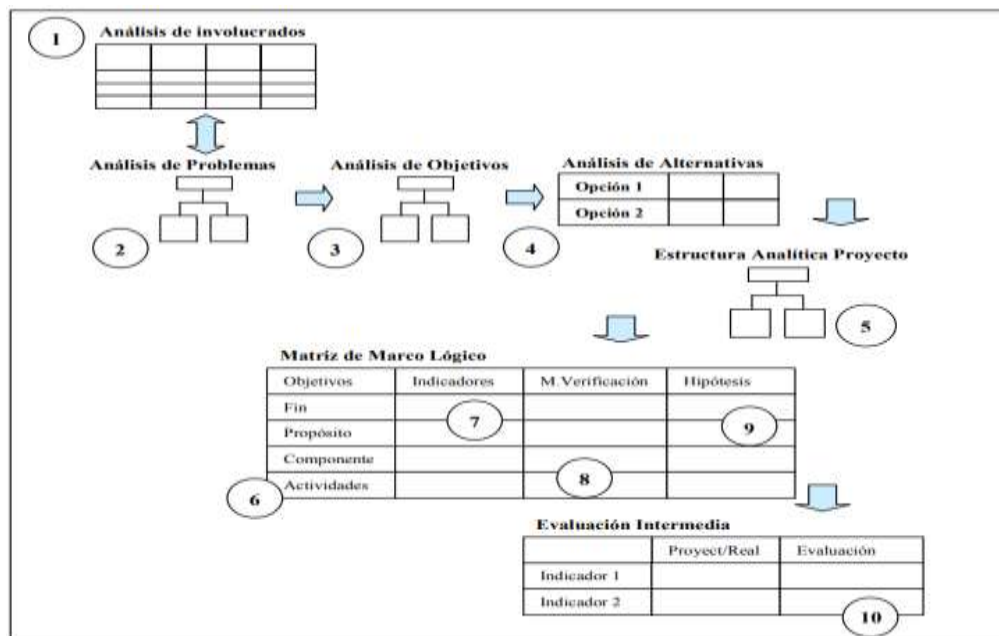 1
Análisis de involucrados
Análisis de Problemas
Análisis de Objetivos
Análisis de Alternativas
Opción 1
Opción 2
2
3
4
Estructura Analítica Proyecto
5
Matríz de Marco Lógico
Objetivos Indicadores M.Verificación Hipótesis
Fin
7
9
Propósito
Componente
8
Actividades
6
Evaluación Intermedia
Proyect/Real Evaluación
Indicador 1
Indicador 2
10